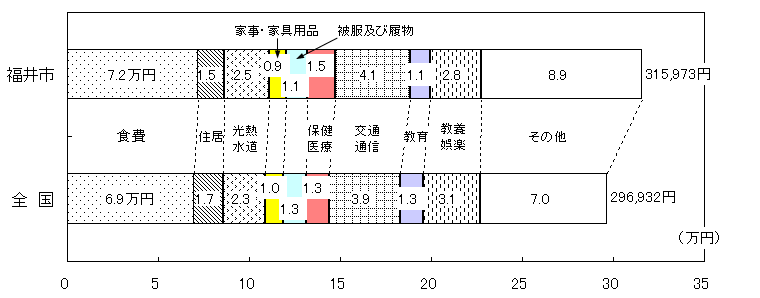 家事・家具用品 被服及び履物
福井市 7.2万円 1.5 2.5 0.9 1.1 1.5 4.1 1.1 2.8 8.9 315,973円
食費 住居 光熱水道 保健医療 交通通信 教育 教養娯楽 その他
全国 6.9万円 1.7 2.3 1.0 1.3 1.3 3.9 1.3 3.1 7.0 296,932円
(万円)
0 5 10 15 20 25 30 35